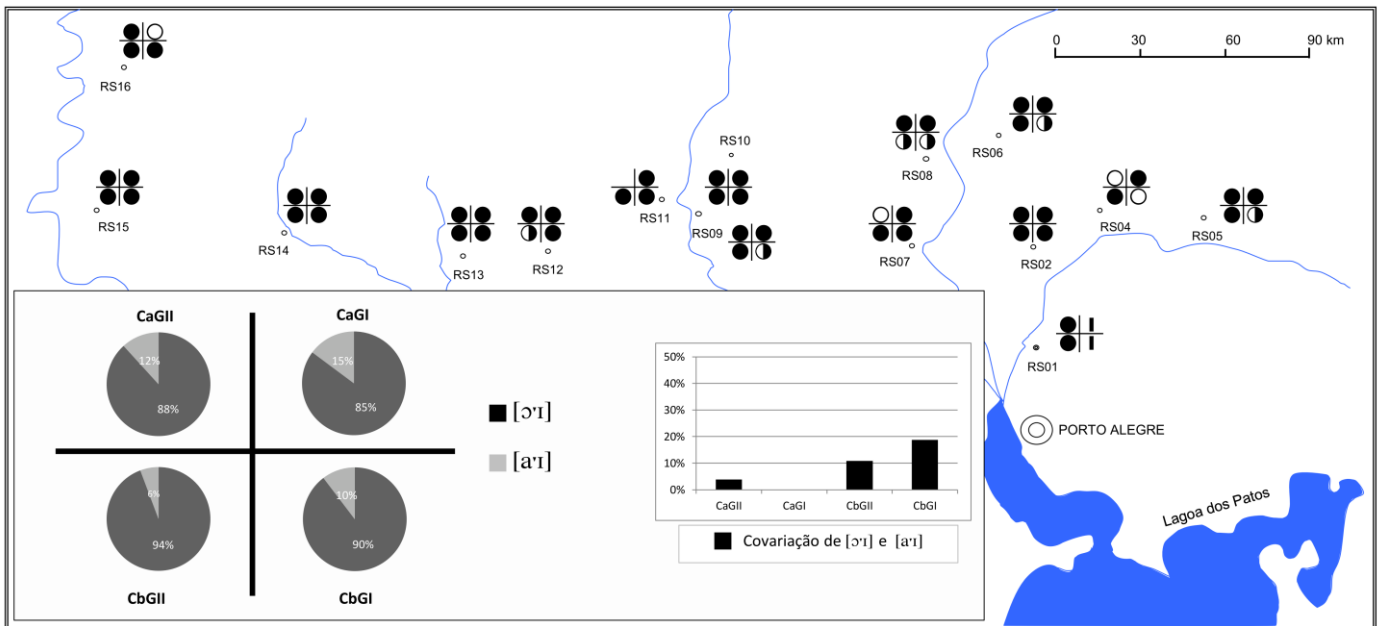 0 30 60 90 km
RS16
RS10
RS06
RS08
RS15
RS11
RS09
RS04
RS05
RS14
RS13
RS12
RS07
RS02
RS01
PORTO ALEGRE
Lagoa dos Patos
CaGII
CaGI
12%
88%
15%
85%
6%
94%
10%
90%
CbGII
CbGI
[ɔ'ɪ]
[a'ɪ]
50%
40%
30%
20%
10%
0%
CaGII CaGI CbGII CbGI
Covariação de [ɔ'ɪ] e [a'ɪ]